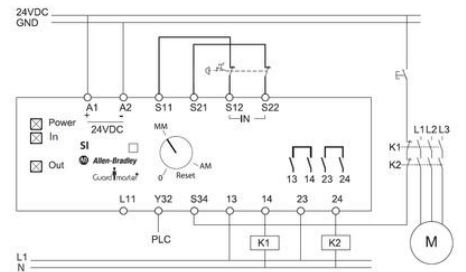 24VDC
GND
A1 A2 S11 S21 S12 S22
+ -
24VDC
IN
Power
In
Out
SI
AB Allen-Bradley
Guardmaster
MM
AM
0 Reset
13 14 23 24
L11 Y32 S34 13 14 23 24
PLC
K1 K2
L1 L2 L3
K1
K2
M
L1
N